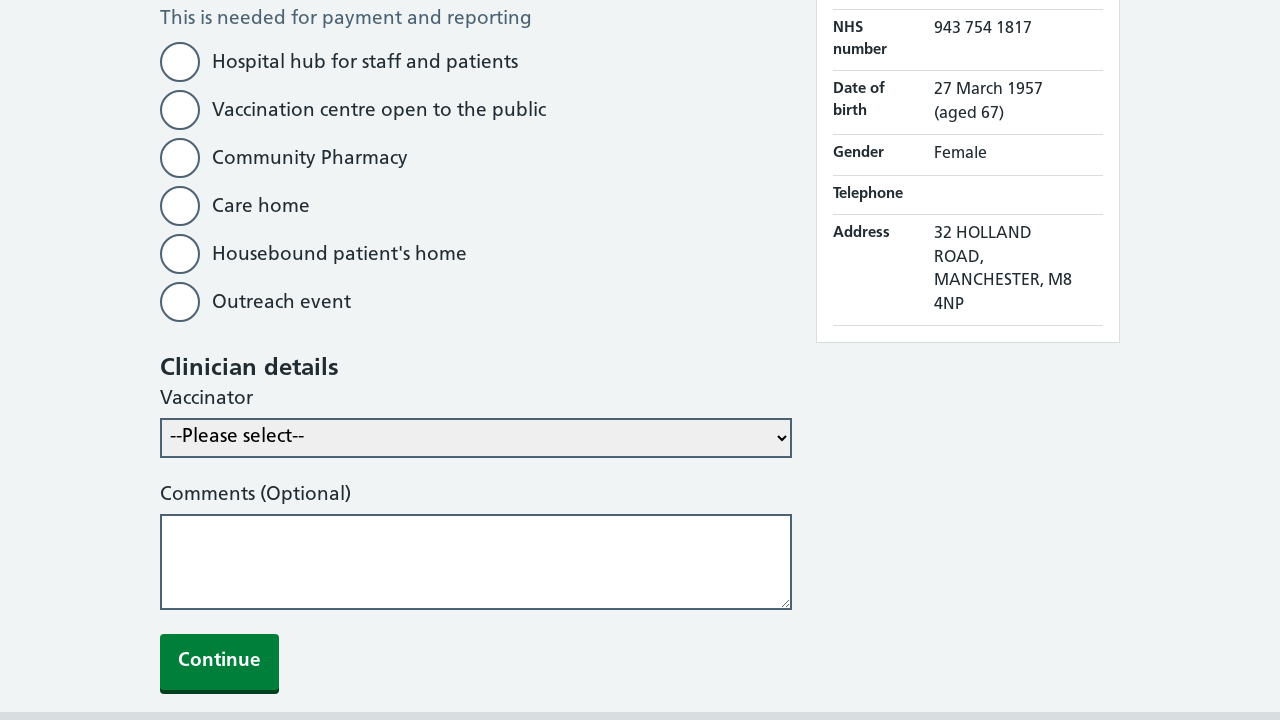 This is needed for payment and reporting
Hospital hub for staff and patients
Vaccination centre open to the public
Community Pharmacy
Care home
Housebound patient's home
Outreach event
Clinician details
Vaccinator
--Please select--
Comments (Optional)
Continue
NHS
number
943 754 1817
Date of
birth
27 March 1957
(aged 67)
Gender
Female
Telephone
Address
32 HOLLAND
ROAD,
MANCHESTER, M8
4NP